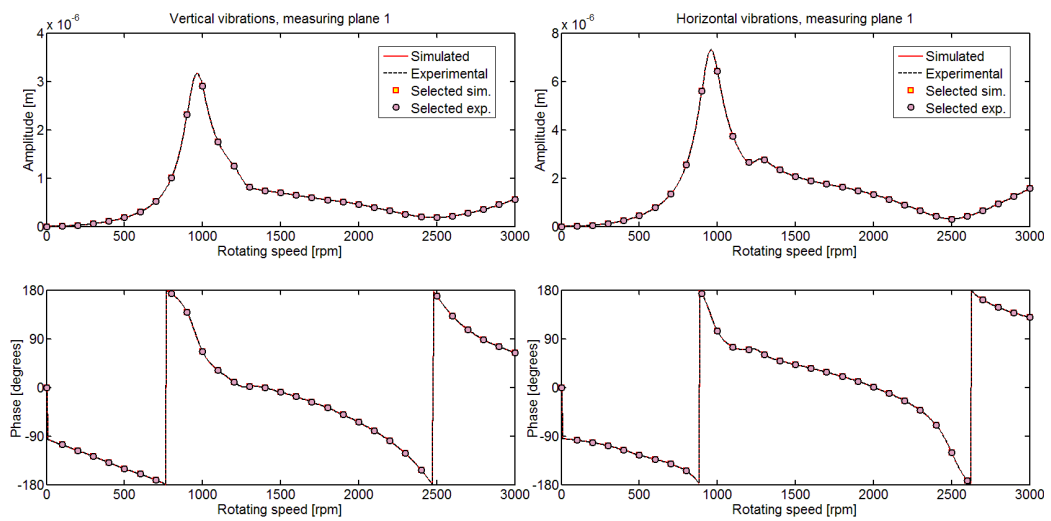 Vertical vibrations, measuring plane 1
x 10⁻⁶
4
3
2
1
0
Amplitude [m]
Simulated
Experimental
Selected sim.
Selected exp.
0 500 1000 1500 2000 2500 3000
Rotating speed [rpm]
Horizontal vibrations, measuring plane 1
x 10⁻⁶
8
6
4
2
0
Amplitude [m]
Simulated
Experimental
Selected sim.
Selected exp.
0 500 1000 1500 2000 2500 3000
Rotating speed [rpm]
180
90
0
-90
-180
Phase [degrees]
0 500 1000 1500 2000 2500 3000
Rotating speed [rpm]
180
90
0
-90
-180
Phase [degrees]
0 500 1000 1500 2000 2500 3000
Rotating speed [rpm]